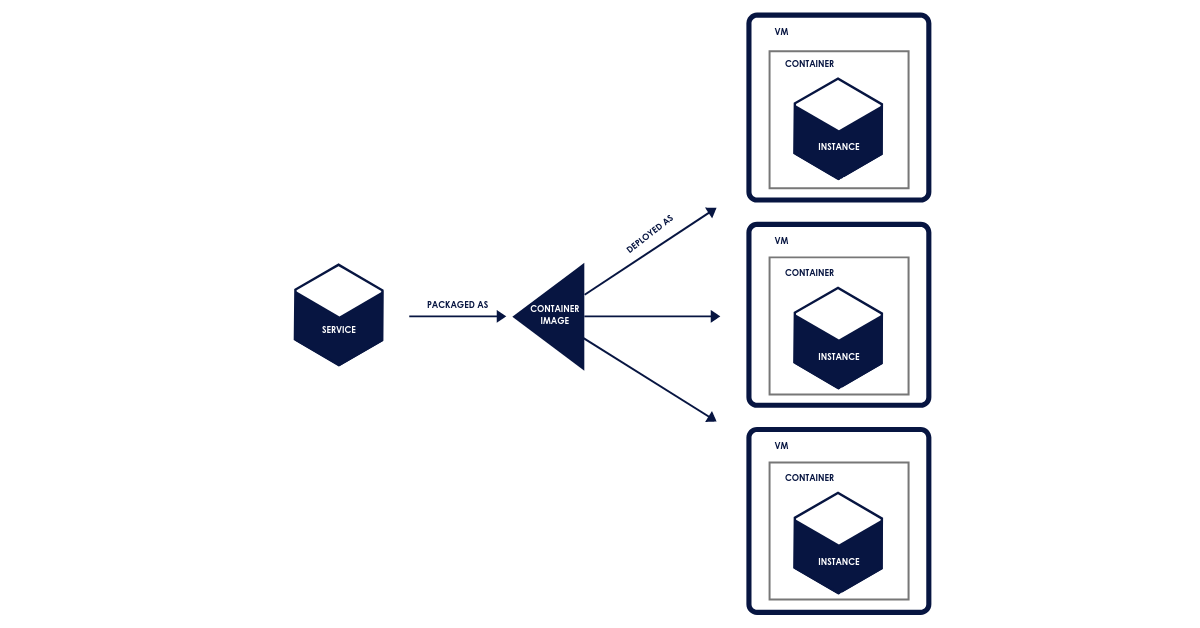 SERVICE
PACKAGED AS
CONTAINER
IMAGE
DEPLOYED AS
VM
CONTAINER
INSTANCE
VM
CONTAINER
INSTANCE
VM
CONTAINER
INSTANCE